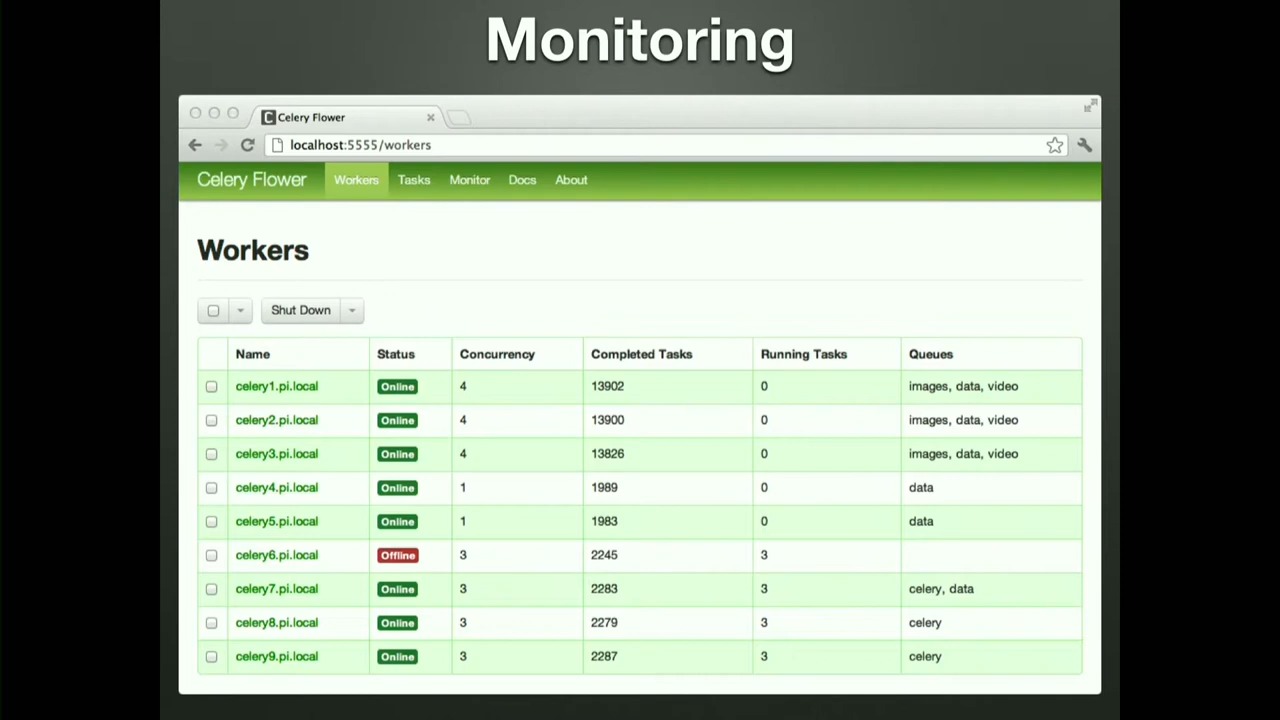 Monitoring
Celery Flower
localhost:5555/workers
Celery Flower Workers Tasks Monitor Docs About
Workers
Shut Down
Name Status Concurrency Completed Tasks Running Tasks Queues
celery1.pi.local Online 4 13902 0 images, data, video
celery2.pi.local Online 4 13900 0 images, data, video
celery3.pi.local Online 4 13826 0 images, data, video
celery4.pi.local Online 1 1989 0 data
celery5.pi.local Online 1 1983 0 data
celery6.pi.local Offline 3 2245 3
celery7.pi.local Online 3 2283 3 celery, data
celery8.pi.local Online 3 2279 3 celery
celery9.pi.local Online 3 2287 3 celery